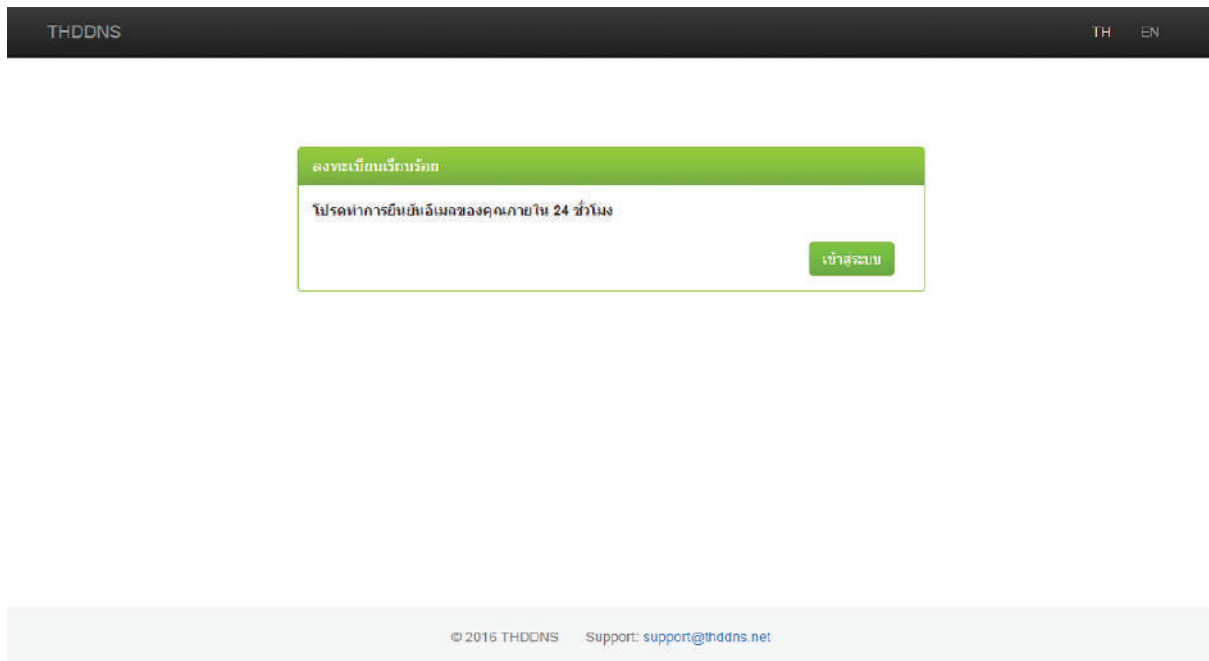 THDDNS TH EN
ลงทะเบียนเรียบร้อย
โปรดทำการยืนยันอีเมลของคุณภายใน 24 ชั่วโมง
เข้าสู่ระบบ
© 2016 THDDNS Support: support@thddns.net